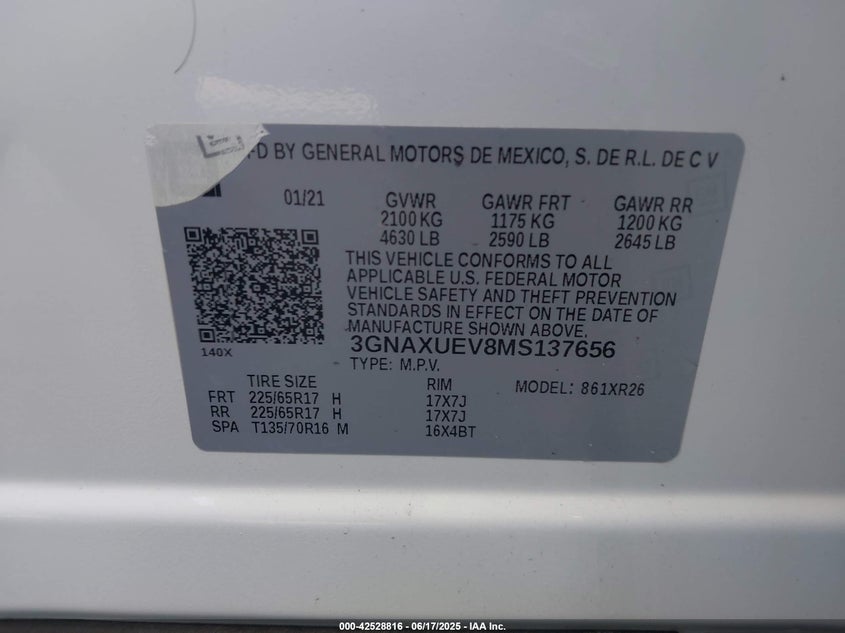 FD BY GENERAL MOTORS DE MEXICO, S. DE R.L. DE C V
01/21 GVWR GAWR FRT GAWR RR
2100 KG 1175 KG 1200 KG
4630 LB 2590 LB 2645 LB
THIS VEHICLE CONFORMS TO ALL
APPLICABLE U.S. FEDERAL MOTOR
VEHICLE SAFETY AND THEFT PREVENTION
STANDARDS IN EFFECT ON THE DATE OF
MANUFACTURE SHOWN ABOVE.
3GNAXUEV8MS137656
140X
TYPE: M.P.V.
TIRE SIZE RIM MODEL: 861XR26
FRT 225/65R17 H 17X7J
RR 225/65R17 H 17X7J
SPA T135/70R16 M 16X4BT
000-42528816 - 06/17/2025 - IAA Inc.